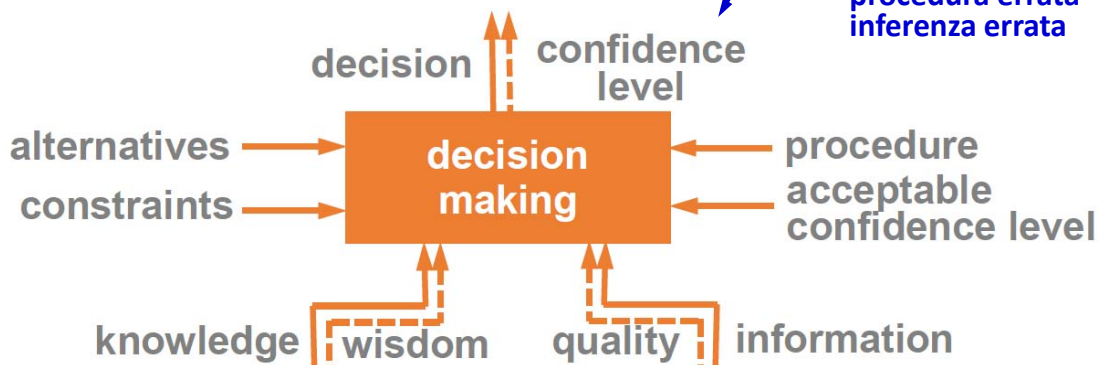 procedura errata
inferenza errata
decision
confidence
level
alternatives
constraints
decision
making
procedure
acceptable
confidence level
knowledge
wisdom
quality
information